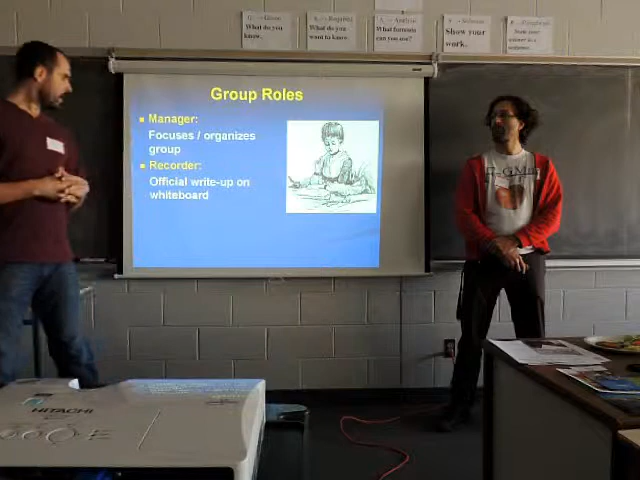 What do you
know.
What do you
want to know.
What formula
can you use?
Show your
work.
Group Roles
Manager:
Focuses / organizes
group
Recorder:
Official write-up on
whiteboard
HITACHI